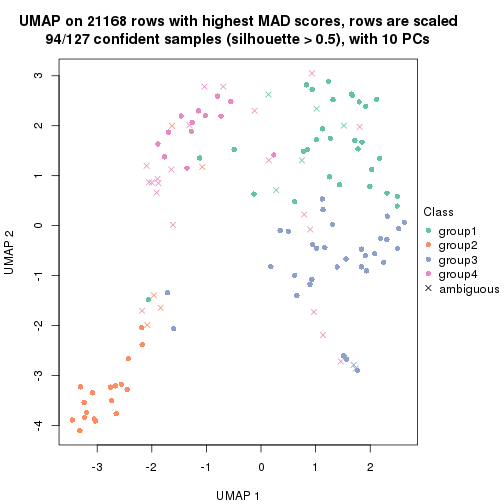 UMAP on 21168 rows with highest MAD scores, rows are scaled
94/127 confident samples (silhouette > 0.5), with 10 PCs
3
2
1
0
-1
-2
-3
-4
UMAP 2
-3
-2
-1
0
1
2
UMAP 1
Class
group1
group2
group3
group4
ambiguous